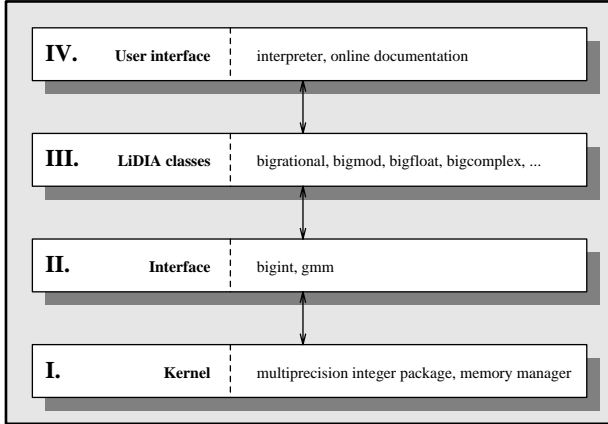 IV. User interface interpreter, online documentation
III. LiDIA classes bigrational, bigmod, bigfloat, bigcomplex, ...
II. Interface bigint, gmm
I. Kernel multiprecision integer package, memory manager